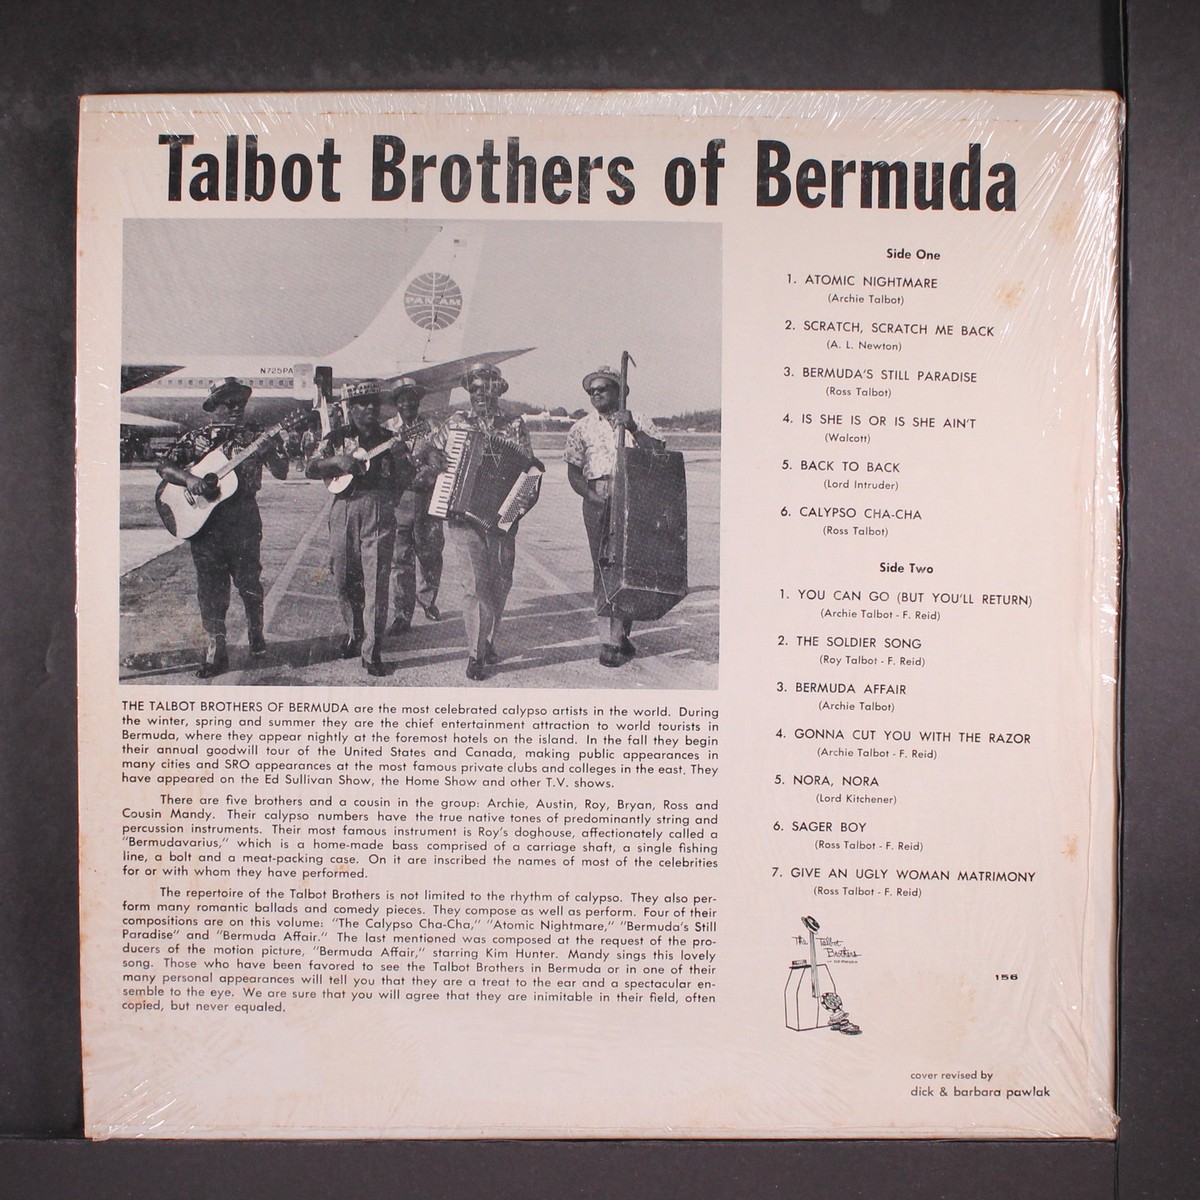 Talbot Brothers of Bermuda
PAN AM
N725PA
THE TALBOT BROTHERS OF BERMUDA are the most celebrated calypso artists in the world. During
the winter, spring and summer they are the chief entertainment attraction to world tourists in
Bermuda, where they appear nightly at the foremost hotels on the island. In the fall they begin
their annual goodwill tour of the United States and Canada, making public appearances in
many cities and SRO appearances at the most famous private clubs and colleges in the east. They
have appeared on the Ed Sullivan Show, the Home Show and other T.V. shows.
There are five brothers and a cousin in the group: Archie, Austin, Roy, Bryan, Ross and
Cousin Mandy. Their calypso numbers have the true native tones of predominantly string and
percussion instruments. Their most famous instrument is Roy's doghouse, affectionately called a
"Bermudavarius," which is a home-made bass comprised of a carriage shaft, a single fishing
line, a bolt and a meat-packing case. On it are inscribed the names of most of the celebrities
for or with whom they have performed.
The repertoire of the Talbot Brothers is not limited to the rhythm of calypso. They also per-
form many romantic ballads and comedy pieces. They compose as well as perform. Four of their
compositions are on this volume: "The Calypso Cha-Cha," "Atomic Nightmare," "Bermuda's Still
Paradise" and "Bermuda Affair." The last mentioned was composed at the request of the pro-
ducers of the motion picture, "Bermuda Affair," starring Kim Hunter. Mandy sings this lovely
song. Those who have been favored to see the Talbot Brothers in Bermuda or in one of their
many personal appearances will tell you that they are a treat to the ear and a spectacular en-
semble to the eye. We are sure that you will agree that they are inimitable in their field, often
copied, but never equaled.
Side One
1. ATOMIC NIGHTMARE
(Archie Talbot)
2. SCRATCH, SCRATCH ME BACK
(A. L. Newton)
3. BERMUDA'S STILL PARADISE
(Ross Talbot)
4. IS SHE IS OR IS SHE AIN'T
(Walcott)
5. BACK TO BACK
(Lord Intruder)
6. CALYPSO CHA-CHA
(Ross Talbot)
Side Two
1. YOU CAN GO (BUT YOU'LL RETURN)
(Archie Talbot - F. Reid)
2. THE SOLDIER SONG
(Roy Talbot - F. Reid)
3. BERMUDA AFFAIR
(Archie Talbot)
4. GONNA CUT YOU WITH THE RAZOR
(Archie Talbot - F. Reid)
5. NORA, NORA
(Lord Kitchener)
6. SAGER BOY
(Ross Talbot - F. Reid)
7. GIVE AN UGLY WOMAN MATRIMONY
(Ross Talbot - F. Reid)
The Talbot
Brothers
OF BERMUDA
156
cover revised by
dick & barbara pawlak